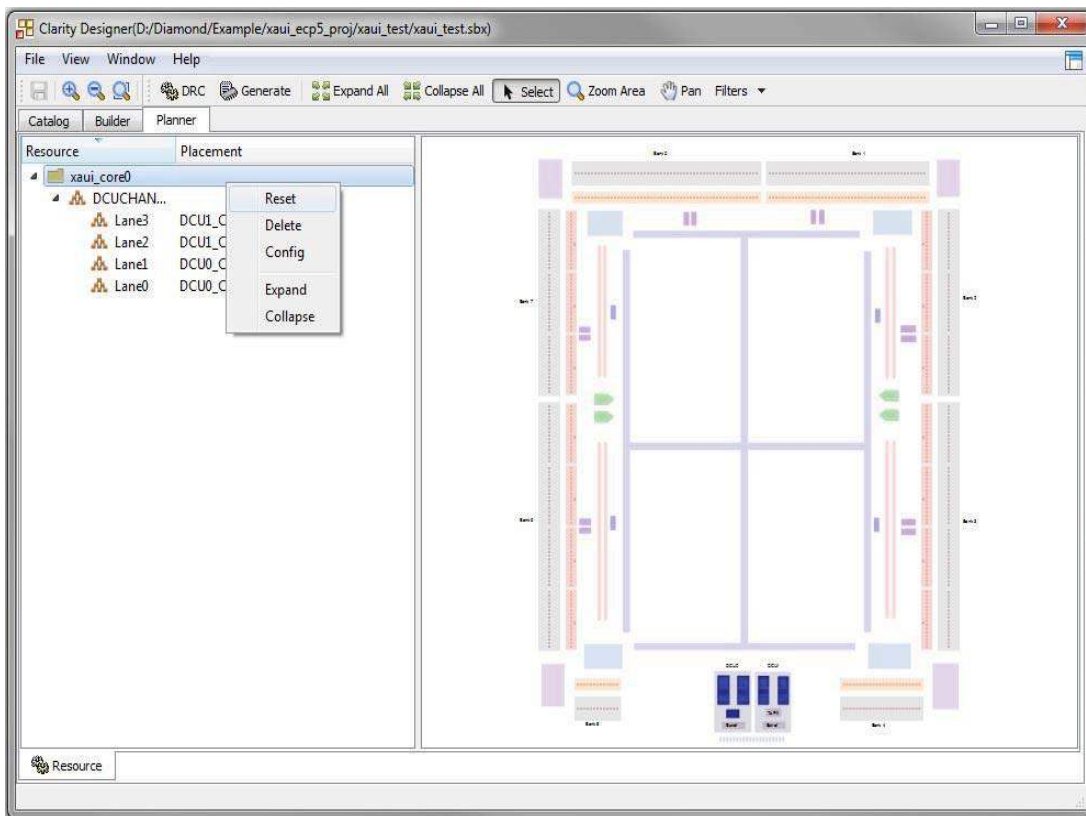 Clarity Designer(D:/Diamond/Example/xaui_ecp5_proj/xaui_test/xaui_test.sbx)
File View Window Help
DRC Generate Expand All Collapse All Select Zoom Area Pan Filters
Catalog Builder Planner
Resource Placement
xaui_core0
DCUCHAN...
Lane3 DCU1_C
Lane2 DCU1_C
Lane1 DCU0_C
Lane0 DCU0_C
Reset
Delete
Config
Expand
Collapse
Resource